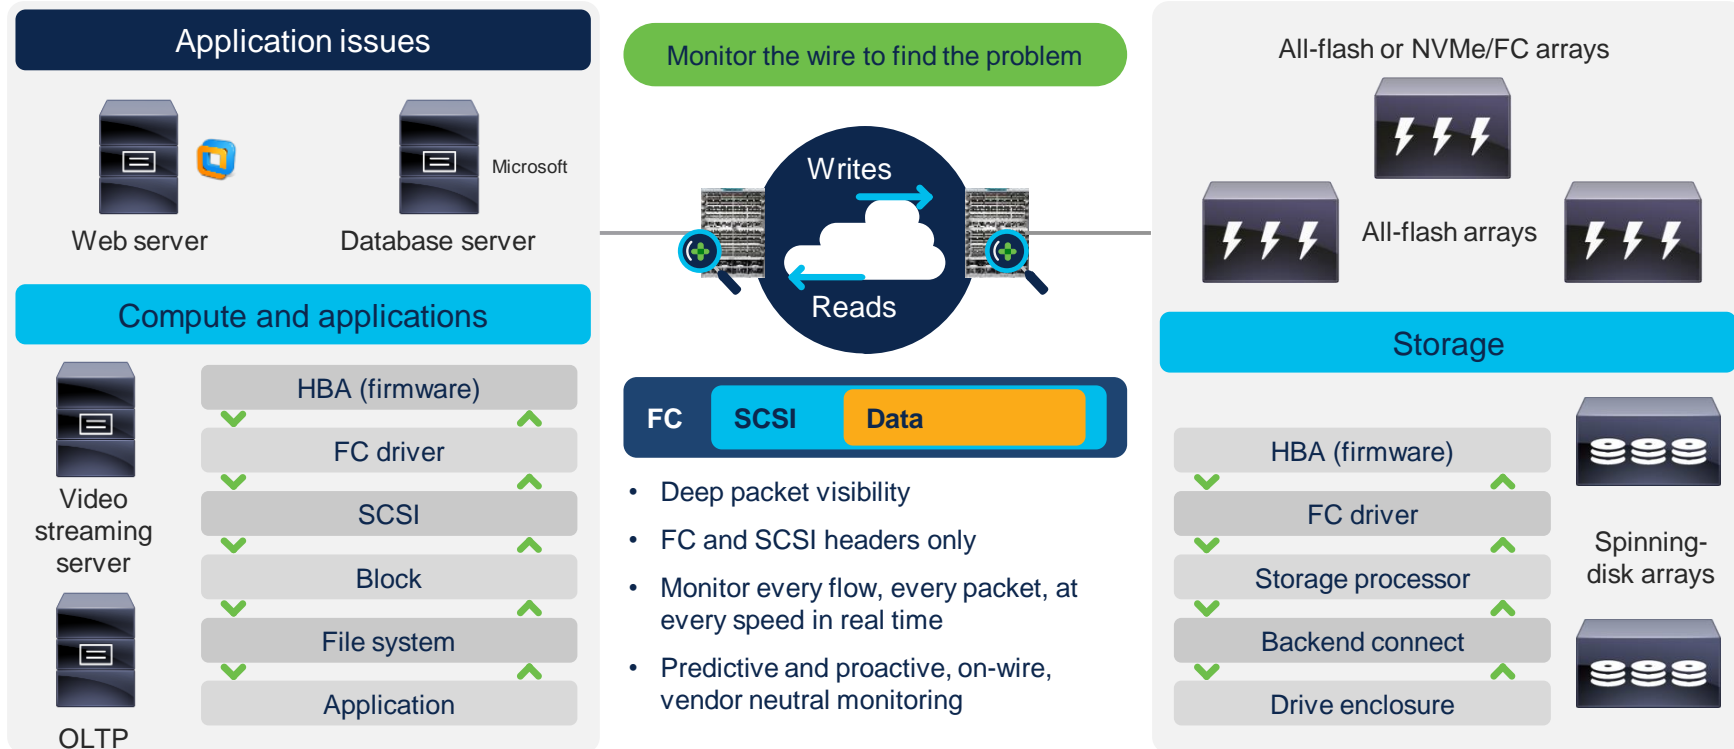 Application issues
Web server
Microsoft
Database server
Compute and applications
Video
streaming
server
OLTP
HBA (firmware)
FC driver
SCSI
Block
File system
Application
Monitor the wire to find the problem
Writes
Reads
FC SCSI Data
• Deep packet visibility
• FC and SCSI headers only
• Monitor every flow, every packet, at
every speed in real time
• Predictive and proactive, on-wire,
vendor neutral monitoring
All-flash or NVMe/FC arrays
All-flash arrays
Storage
HBA (firmware)
FC driver
Storage processor
Backend connect
Drive enclosure
Spinning-
disk arrays